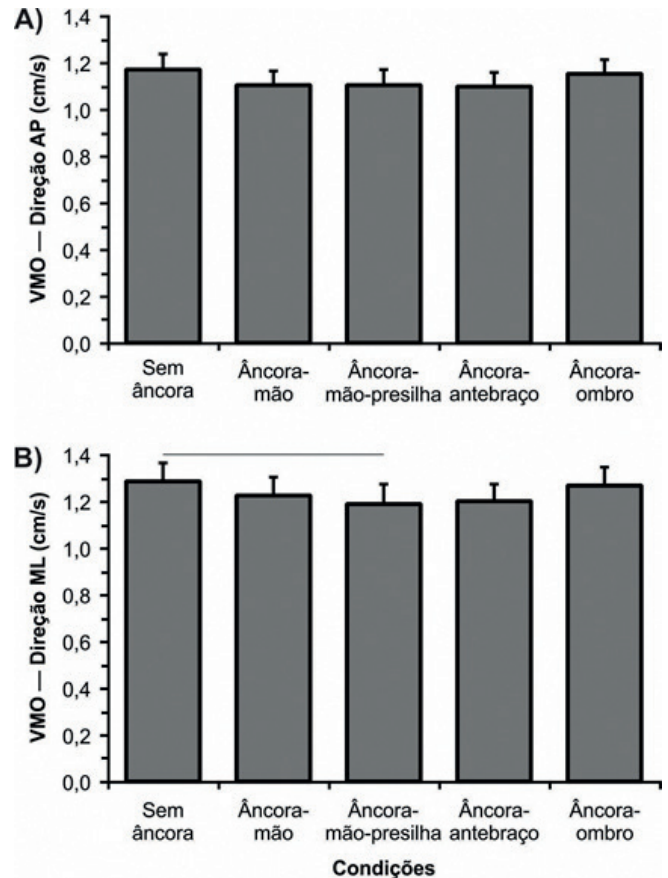 A)
VMO — Direção AP (cm/s)
1,4
1,2
1,0
0,8
0,6
0,4
0,2
0,0
Sem âncora
Âncora-mão
Âncora-mão-presilha
Âncora-antebraço
Âncora-ombro
B)
VMO — Direção ML (cm/s)
1,4
1,2
1,0
0,8
0,6
0,4
0,2
0,0
Sem âncora
Âncora-mão
Âncora-mão-presilha
Âncora-antebraço
Âncora-ombro
Condições